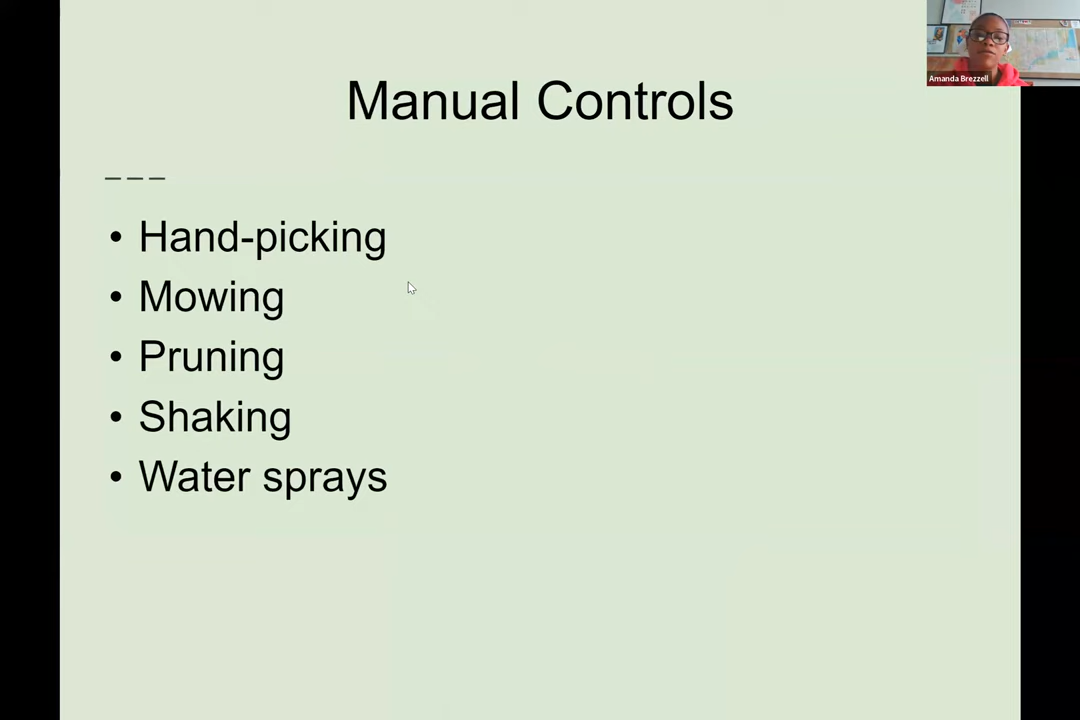 Amanda Brezzell
Manual Controls
• Hand-picking
• Mowing
• Pruning
• Shaking
• Water sprays